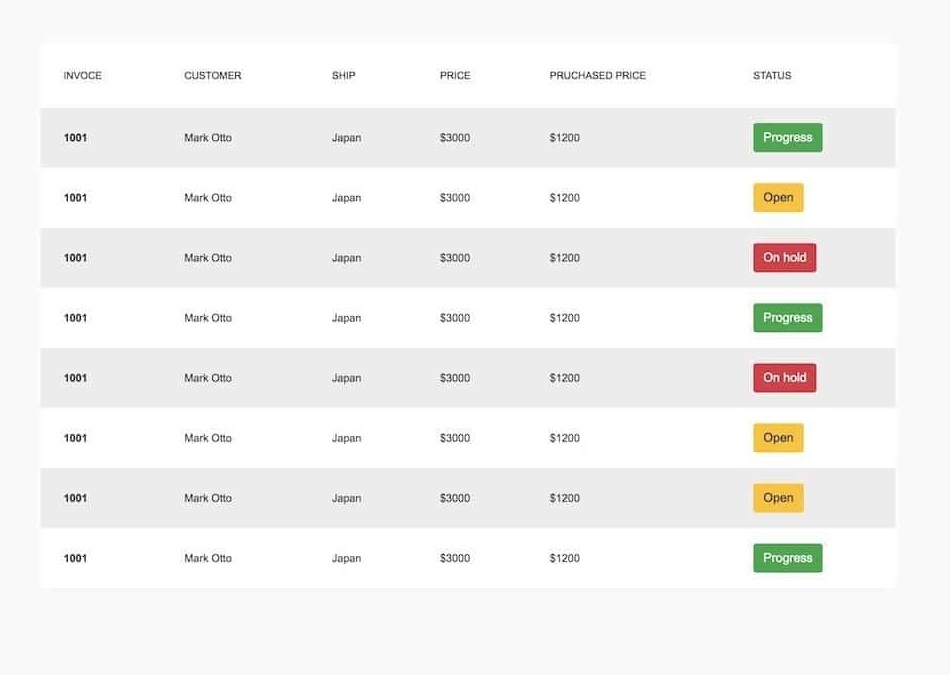 INVOCE CUSTOMER SHIP PRICE PRUCHASED PRICE STATUS
1001 Mark Otto Japan $3000 $1200 Progress
1001 Mark Otto Japan $3000 $1200 Open
1001 Mark Otto Japan $3000 $1200 On hold
1001 Mark Otto Japan $3000 $1200 Progress
1001 Mark Otto Japan $3000 $1200 On hold
1001 Mark Otto Japan $3000 $1200 Open
1001 Mark Otto Japan $3000 $1200 Open
1001 Mark Otto Japan $3000 $1200 Progress